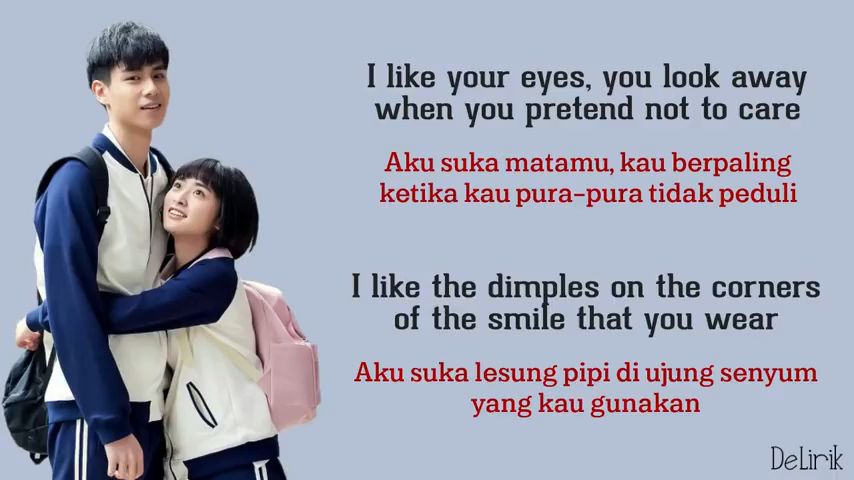 I like your eyes, you look away
when you pretend not to care
Aku suka matamu, kau berpaling
ketika kau pura-pura tidak peduli
I like the dimples on the corners
of the smile that you wear
Aku suka lesung pipi di ujung senyum
yang kau gunakan
DeLirik